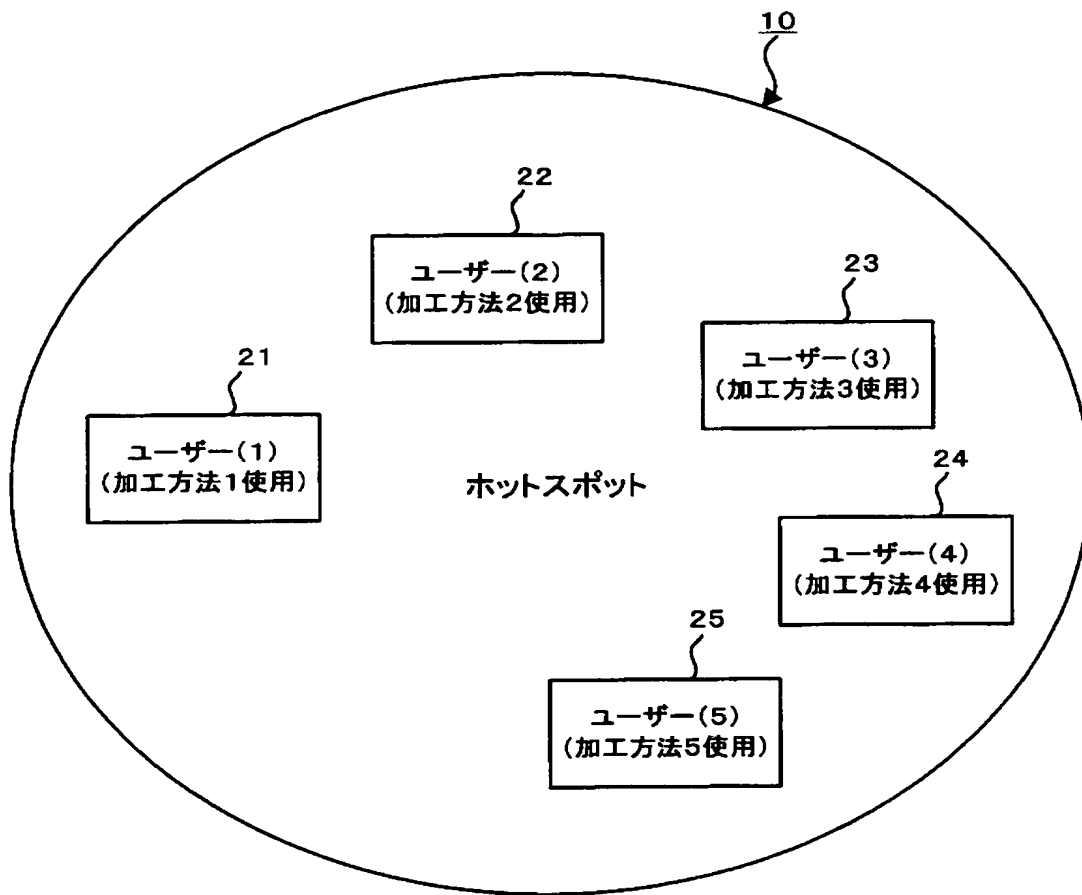 10
22
ユーザー(2)
(加工方法2使用)
23
ユーザー(3)
(加工方法3使用)
21
ユーザー(1)
(加工方法1使用)
ホットスポット
24
ユーザー(4)
(加工方法4使用)
25
ユーザー(5)
(加工方法5使用)